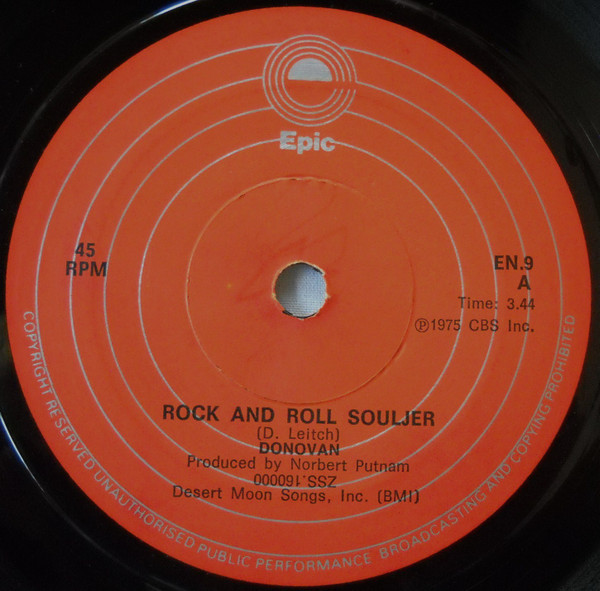 Epic
45
RPM
EN.9
A
Time: 3.44
℗1975 CBS Inc.
ROCK AND ROLL SOULJER
(D. Leitch)
DONOVAN
Produced by Norbert Putnam
ZSS.160000
Desert Moon Songs, Inc. (BMI)
COPYRIGHT RESERVED UNAUTHORISED PUBLIC PERFORMANCE BROADCASTING AND COPYING PROHIBITED